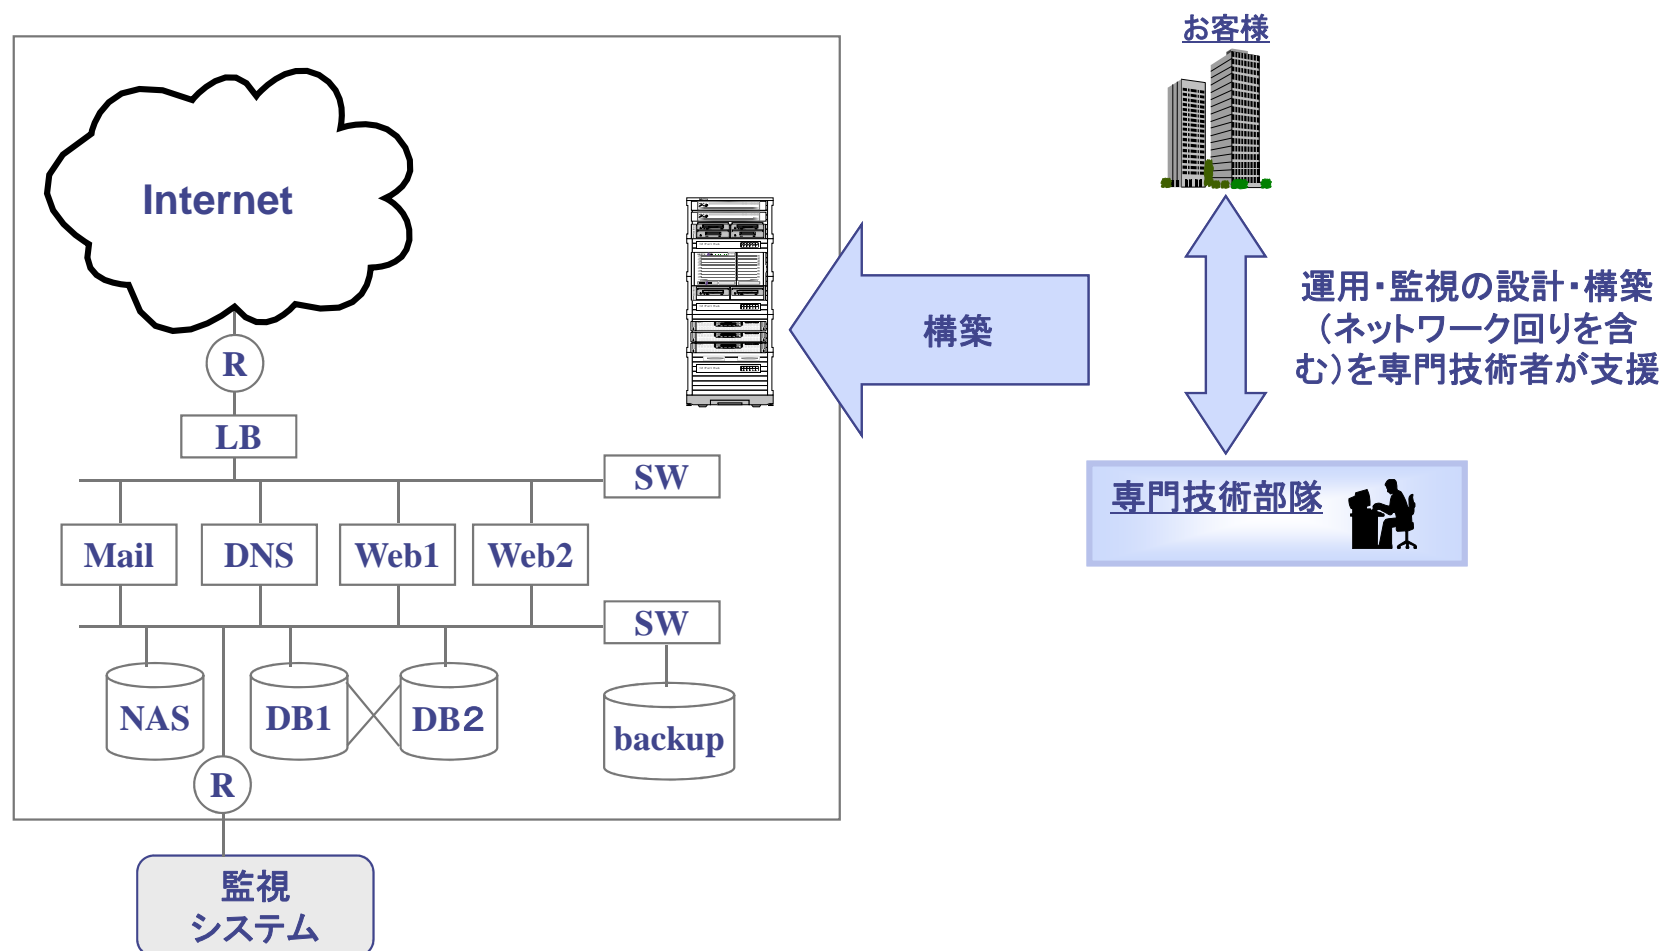 お客様
Internet
構築
運用・監視の設計・構築
（ネットワーク回りを含
む）を専門技術者が支援
R
LB
SW
専門技術部隊
Mail
DNS
Web1
Web2
SW
NAS
DB1
DB２
backup
R
監視
システム